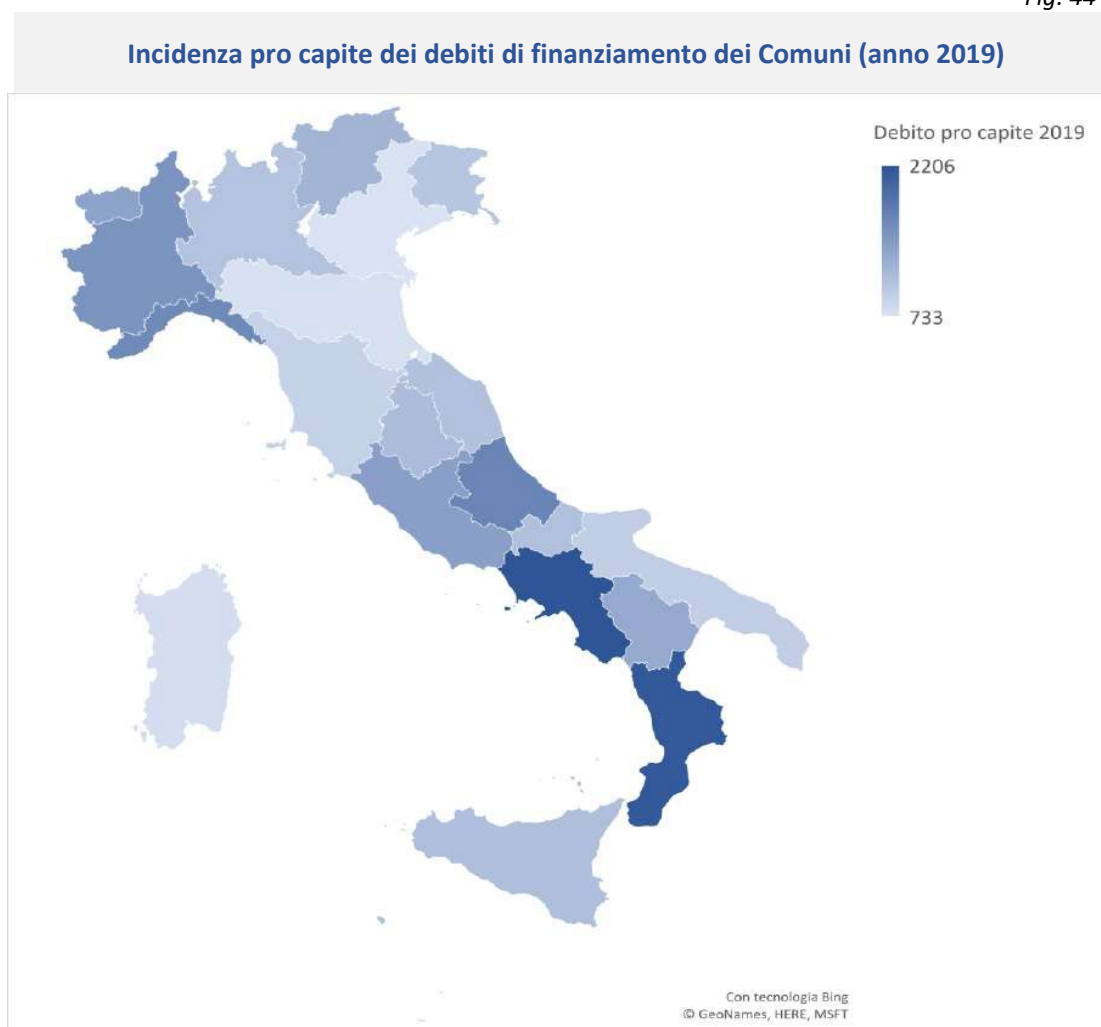 Fig. 44
Incidenza pro capite dei debiti di finanziamento dei Comuni (anno 2019)
Debito pro capite 2019
2206
733
Con tecnologia Bing
© GeoNames, HERE, MSFT